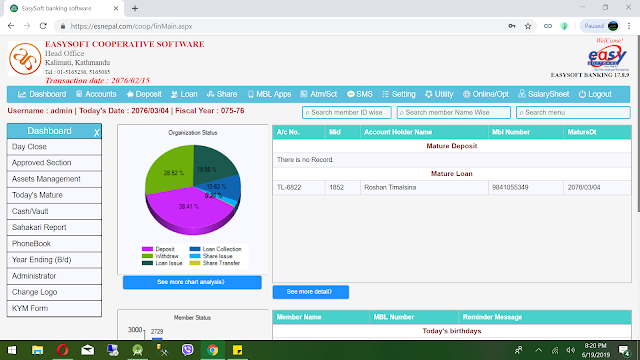 EasySoft banking software
https://esnepal.com/coop/finMain.aspx
Paused
EASYSOFT COOPERATIVE SOFTWARE
Head Office
Kalimati, Kathmandu
Tel : 01-5165236, 5165085
Transaction date : 2076/02/15
WelCome!
easy
SOFTWARE
EASYSOFT BANKING 17.8.9
Dashboard Accounts Deposit Loan Share MBL Apps Atm/Sct SMS Setting Utility Online/Opt SalarySheet Logout
Username : admin | Today's Date : 2076/03/04 | Fiscal Year : 075-76
Search member ID wise
Search member Name Wise
Search menu
Dashboard X
Day Close
Approved Section
Assets Management
Today's Mature
Cash/Vault
Sahakari Report
PhoneBook
Year Ending (B/d)
Administrator
Change Logo
KYM Form
Organization Status
28.52 %
19.98 %
10.62 %
38.41 %
Deposit
Withdraw
Loan Issue
Loan Collection
Share Issue
Share Transfer
See more chart analysis
A/c No. Mid Account Holder Name Mbl Number MatureDt
Mature Deposit
There is no Record.
Mature Loan
TL-6822 1852 Roshan Timalsina 9841055349 2076/03/04
See more detail
Member Status
3000
2729
Member Name MBL Number Reminder Message
Today's birthdays
8:20 PM
6/19/2019